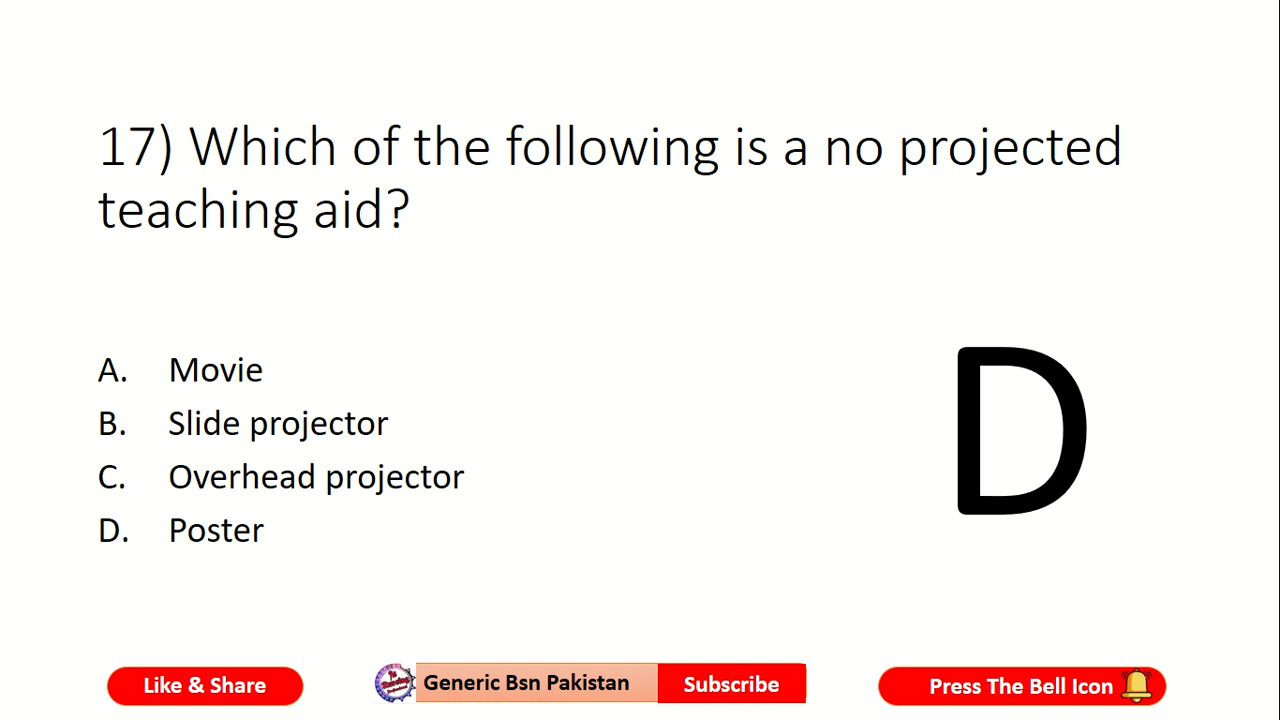 17) Which of the following is a no projected
teaching aid?
A. Movie
B. Slide projector
C. Overhead projector
D. Poster
D
Like & Share
Generic Bsn Pakistan
Subscribe
Press The Bell Icon